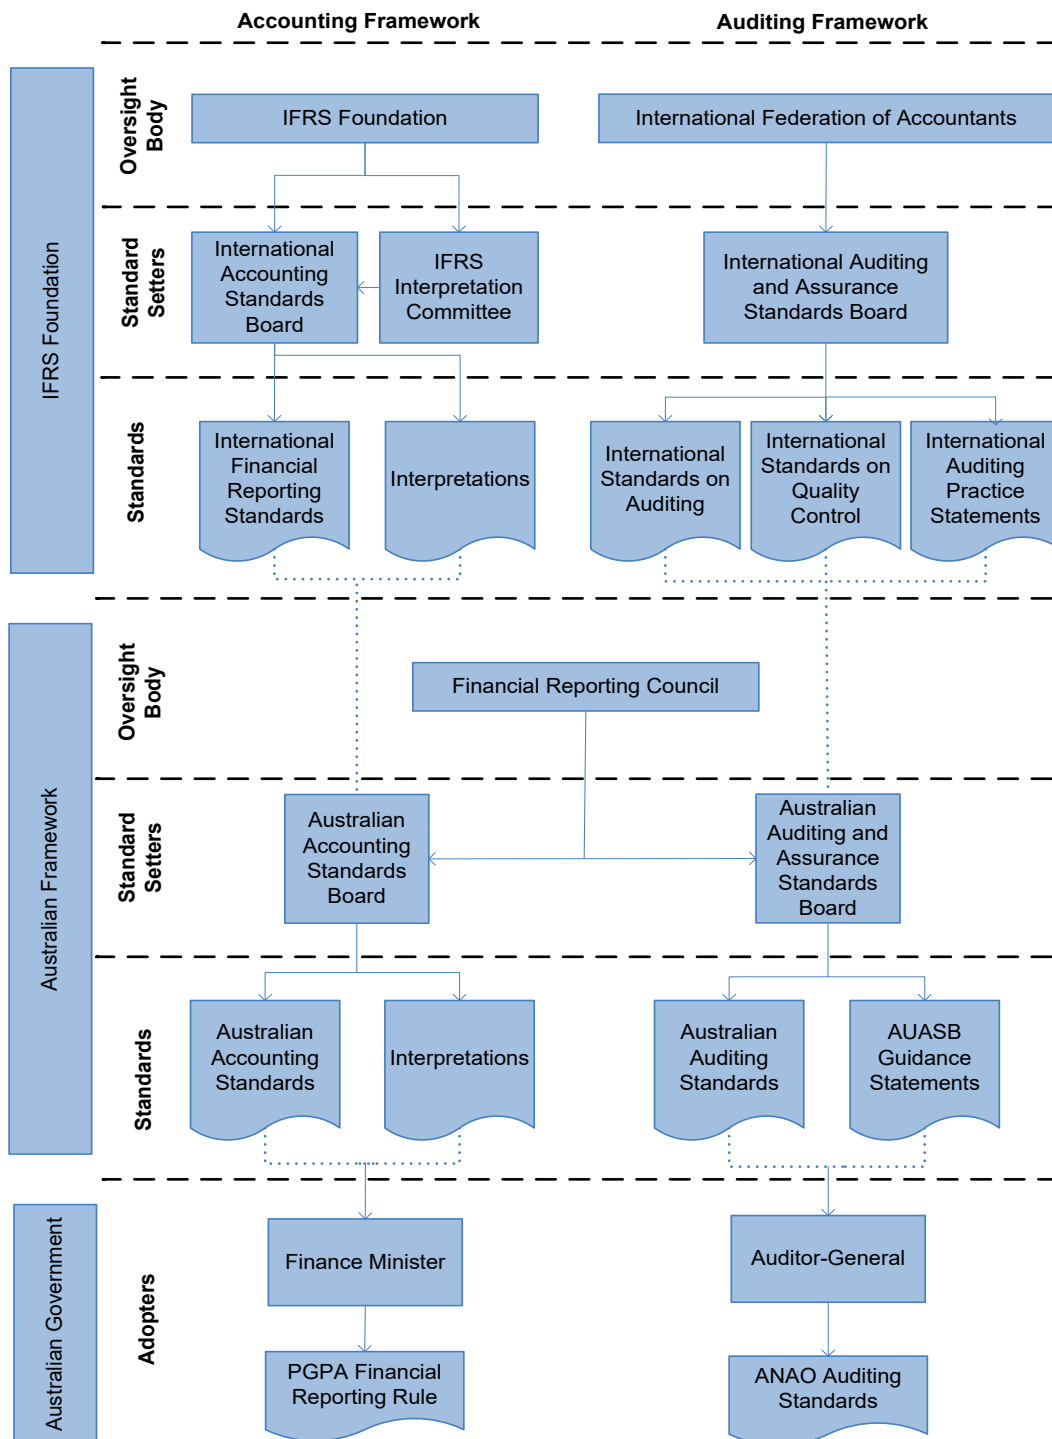 Accounting Framework
Auditing Framework
IFRS Foundation
Oversight
Body
IFRS Foundation
International Federation of Accountants
Standard
Setters
International
Accounting
Standards
Board
IFRS
Interpretation
Committee
International Auditing
and Assurance
Standards Board
Standards
International
Financial
Reporting
Standards
Interpretations
International
Standards on
Auditing
International
Standards on
Quality
Control
International
Auditing
Practice
Statements
Australian Framework
Oversight
Body
Financial Reporting Council
Standard
Setters
Australian
Accounting
Standards
Board
Australian
Auditing and
Assurance
Standards
Board
Standards
Australian
Accounting
Standards
Interpretations
Australian
Auditing
Standards
AUASB
Guidance
Statements
Australian Government
Adopters
Finance Minister
Auditor-General
PGPA Financial
Reporting Rule
ANAO Auditing
Standards